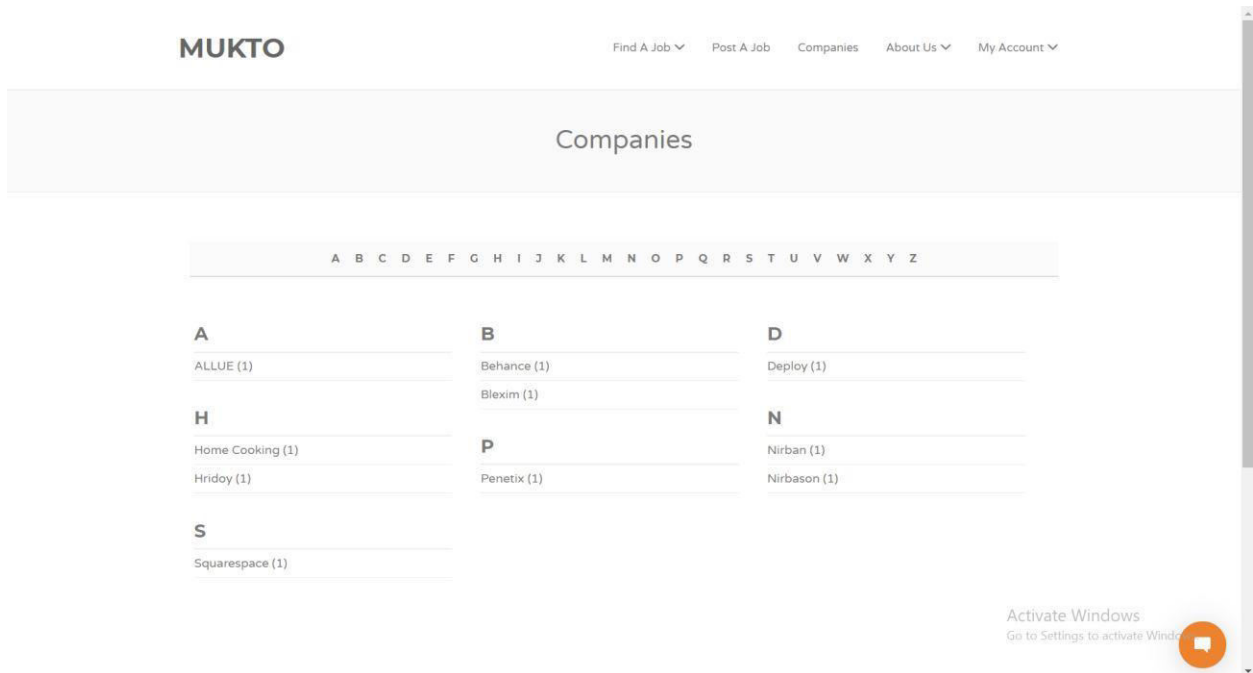 MUKTO
Find A Job Post A Job Companies About Us My Account
Companies
A B C D E F G H I J K L M N O P Q R S T U V W X Y Z
A
ALLUE (1)
H
Home Cooking (1)
Hridoy (1)
S
Squarespace (1)
B
Behance (1)
Blexim (1)
P
Penetix (1)
D
Deploy (1)
N
Nirban (1)
Nirbason (1)
Activate Windows
Go to Settings to activate